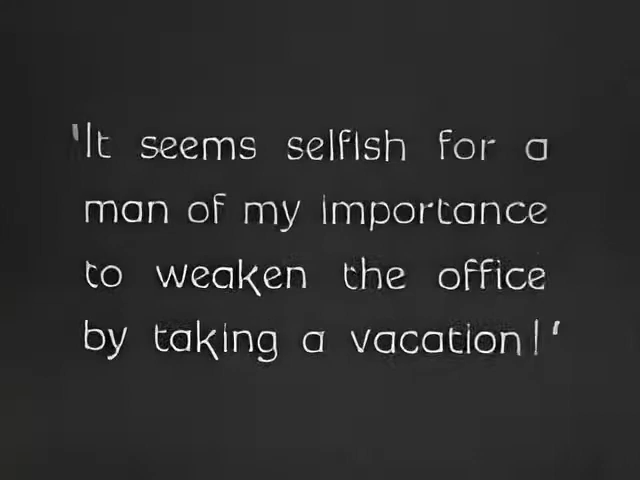 'It seems selfish for a
man of my importance
to weaken the office
by taking a vacation!'